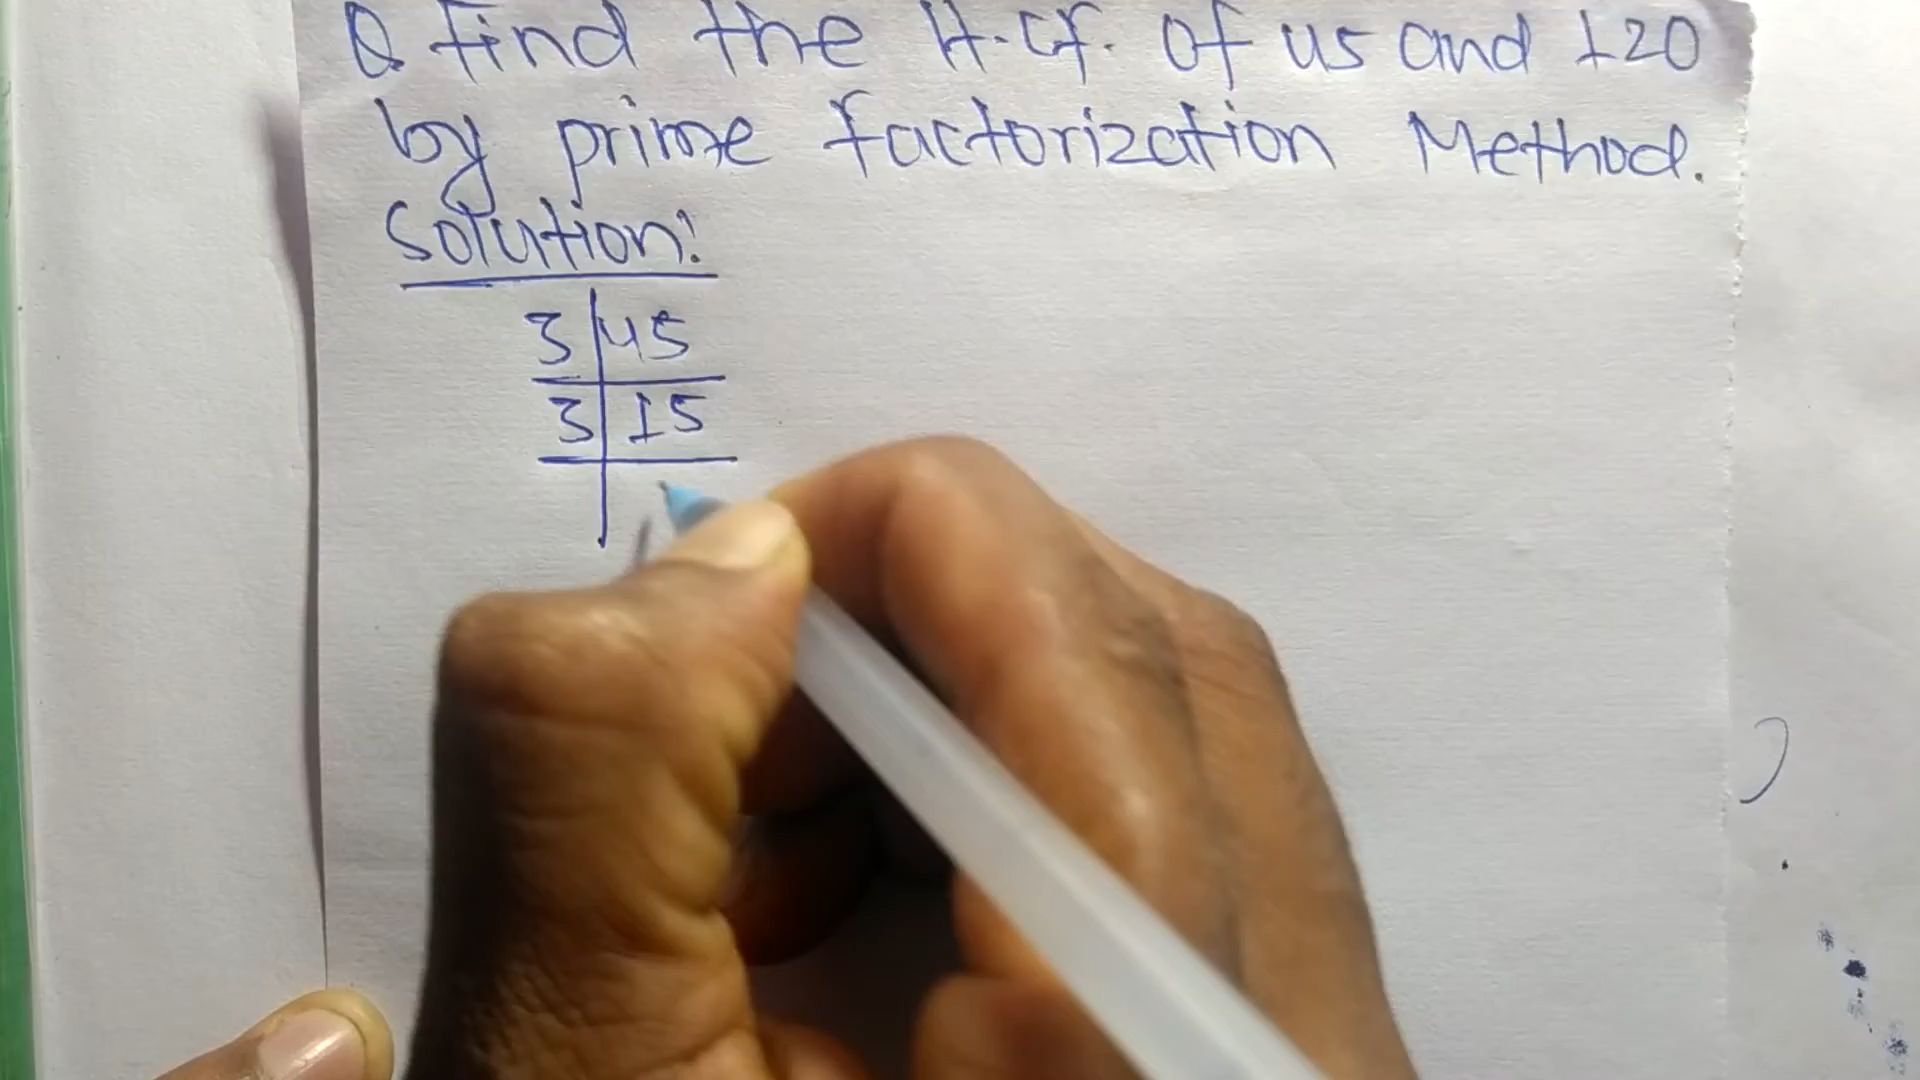 Q Find the H.C.F. of 45 and 120
by prime factorization Method.
Solution:
3 | 45
3 | 15